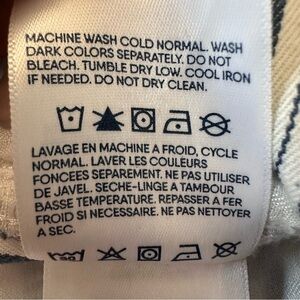 MACHINE WASH COLD NORMAL. WASH
DARK COLORS SEPARATELY. DO NOT
BLEACH. TUMBLE DRY LOW. COOL IRON
IF NEEDED. DO NOT DRY CLEAN.
LAVAGE EN MACHINE A FROID, CYCLE
NORMAL. LAVER LES COULEURS
FONCEES SEPAREMENT. NE PAS UTILISER
DE JAVEL. SECHE-LINGE A TAMBOUR
BASSE TEMPERATURE. REPASSER A FER
FROID SI NECESSAIRE. NE PAS NETTOYER
A SEC.